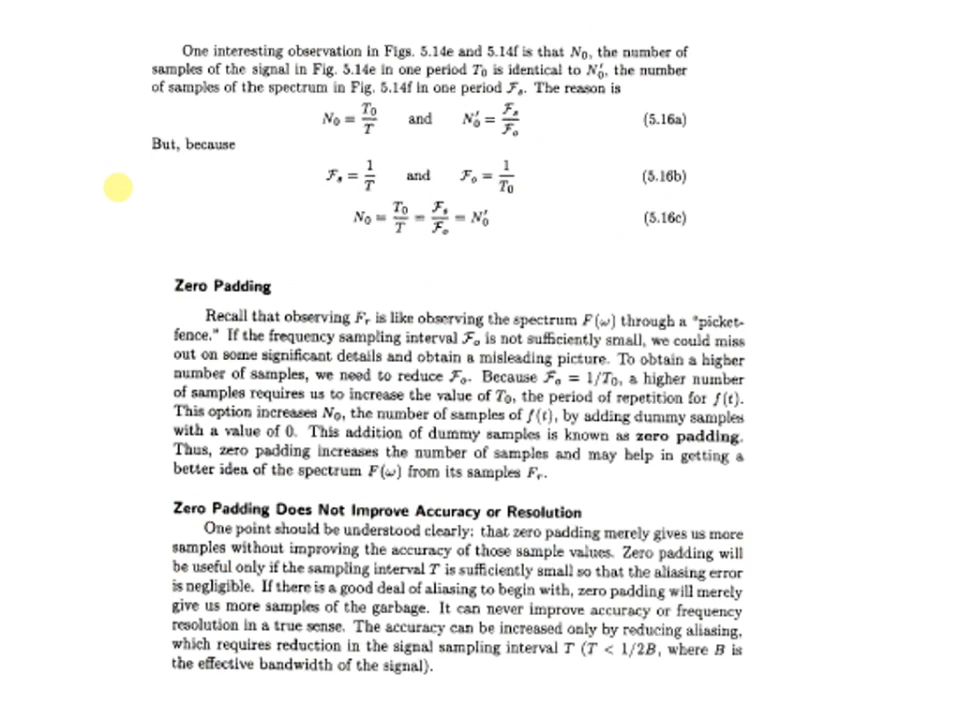 One interesting observation in Figs. 5.14e and 5.14f is that N₀, the number of
samples of the signal in Fig. 5.14e in one period T₀ is identical to N₀′, the number
of samples of the spectrum in Fig. 5.14f in one period ℱₛ. The reason is
N₀ = T₀/T and N₀′ = ℱₛ/ℱₒ (5.16a)
But, because
ℱₛ = 1/T and ℱₒ = 1/T₀ (5.16b)
N₀ = T₀/T = ℱₛ/ℱₒ = N₀′ (5.16c)
Zero Padding
Recall that observing Fᵣ is like observing the spectrum F(ω) through a "picket-
fence." If the frequency sampling interval ℱₒ is not sufficiently small, we could miss
out on some significant details and obtain a misleading picture. To obtain a higher
number of samples, we need to reduce ℱₒ. Because ℱₒ = 1/T₀, a higher number
of samples requires us to increase the value of T₀, the period of repetition for f(t).
This option increases N₀, the number of samples of f(t), by adding dummy samples
with a value of 0. This addition of dummy samples is known as zero padding.
Thus, zero padding increases the number of samples and may help in getting a
better idea of the spectrum F(ω) from its samples Fᵣ.
Zero Padding Does Not Improve Accuracy or Resolution
One point should be understood clearly; that zero padding merely gives us more
samples without improving the accuracy of those sample values. Zero padding will
be useful only if the sampling interval T is sufficiently small so that the aliasing error
is negligible. If there is a good deal of aliasing to begin with, zero padding will merely
give us more samples of the garbage. It can never improve accuracy or frequency
resolution in a true sense. The accuracy can be increased only by reducing aliasing,
which requires reduction in the signal sampling interval T (T < 1/2B, where B is
the effective bandwidth of the signal).